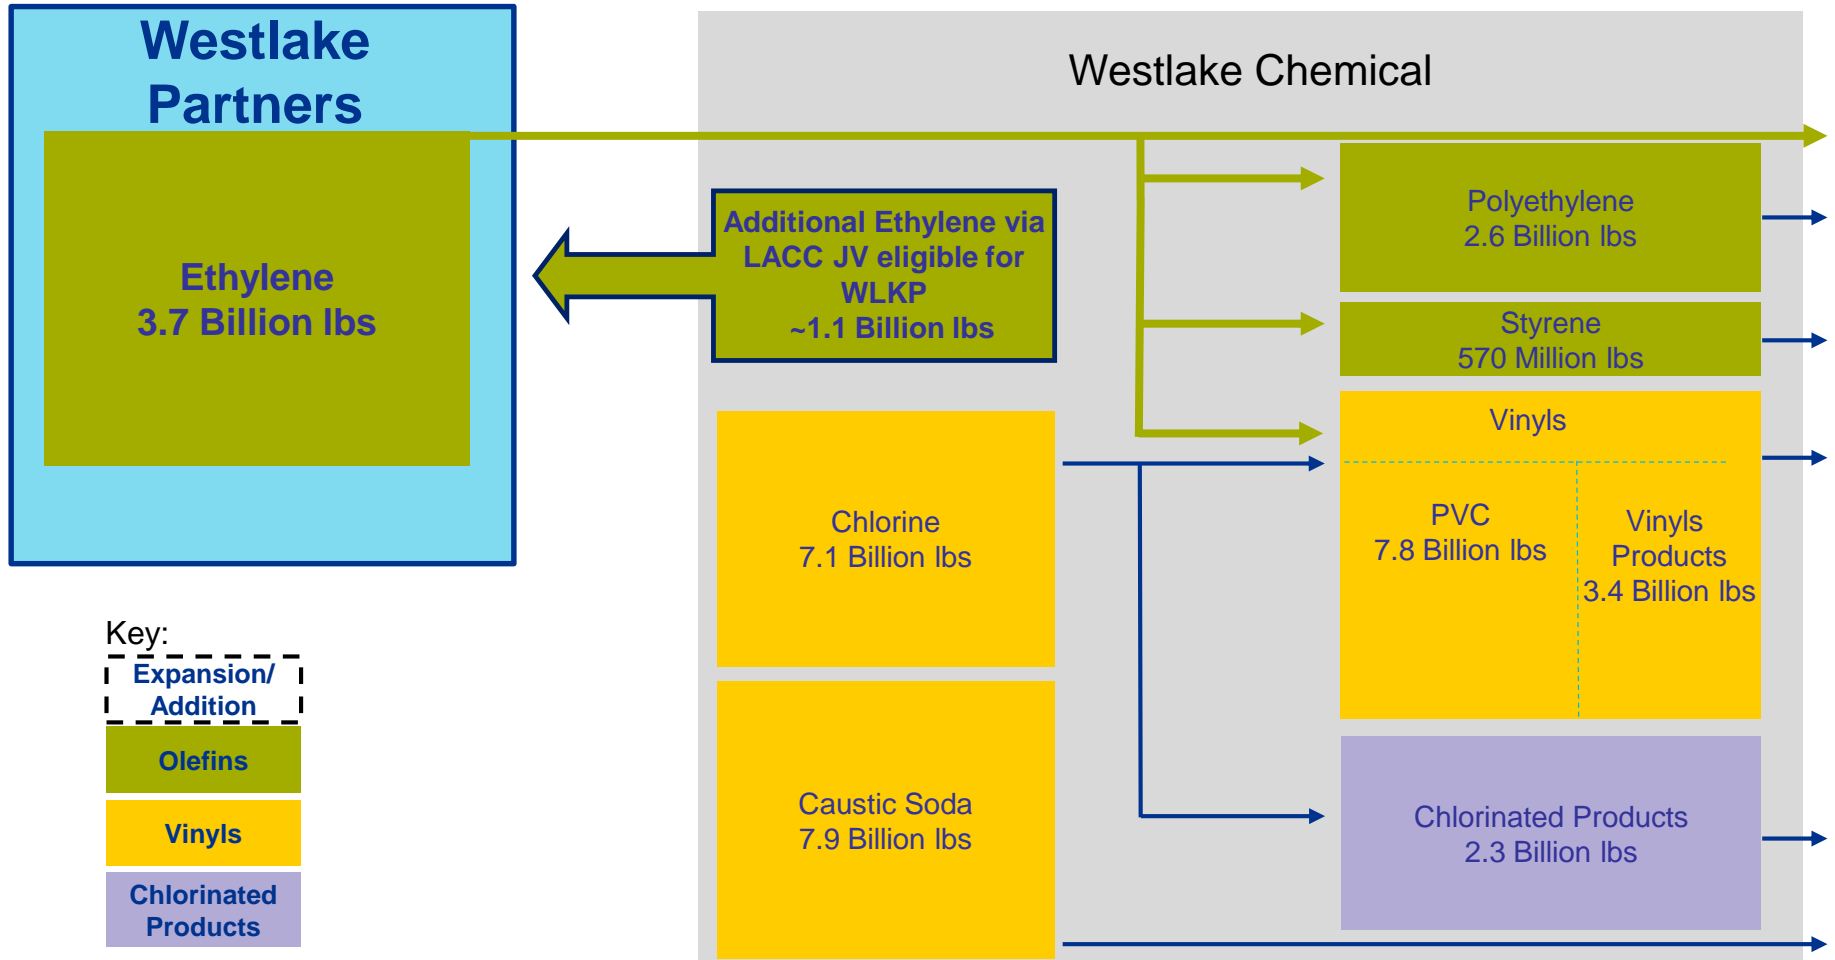 Westlake
Partners
Ethylene
3.7 Billion lbs
Westlake Chemical
Additional Ethylene via
LACC JV eligible for
WLKP
~1.1 Billion lbs
Polyethylene
2.6 Billion lbs
Styrene
570 Million lbs
Chlorine
7.1 Billion lbs
Vinyls
PVC
7.8 Billion lbs
Vinyls
Products
3.4 Billion lbs
Caustic Soda
7.9 Billion lbs
Chlorinated Products
2.3 Billion lbs
Key:
Expansion/
Addition
Olefins
Vinyls
Chlorinated
Products